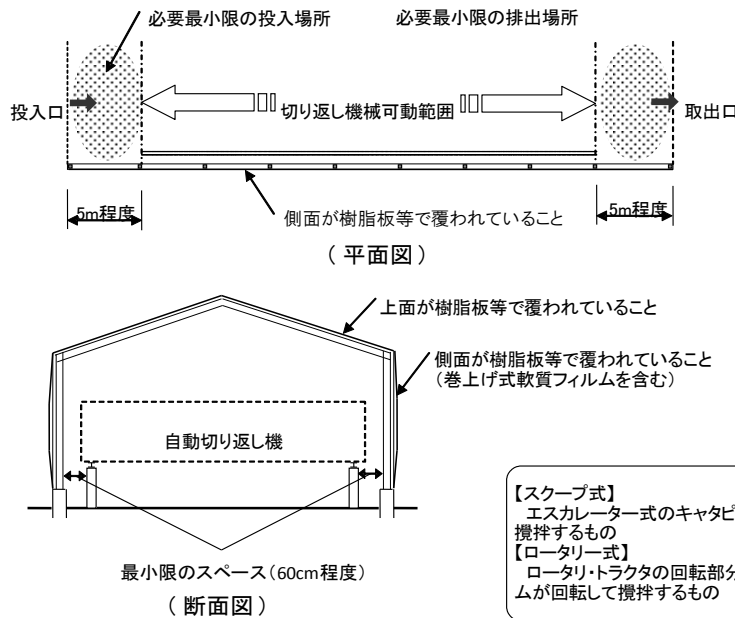 必要最小限の投入場所
必要最小限の排出場所
投入口
切り返し機械可動範囲
取出口
5m程度
5m程度
側面が樹脂板等で覆われていること
（平面図）
上面が樹脂板等で覆われていること
側面が樹脂板等で覆われていること
（巻上げ式軟質フィルムを含む）
自動切り返し機
最小限のスペース（60cm程度）
（断面図）
【スクープ式】
エスカレーター式のキャタピ
攪拌するもの
【ロータリー式】
ロータリ・トラクタの回転部分
ムが回転して攪拌するもの